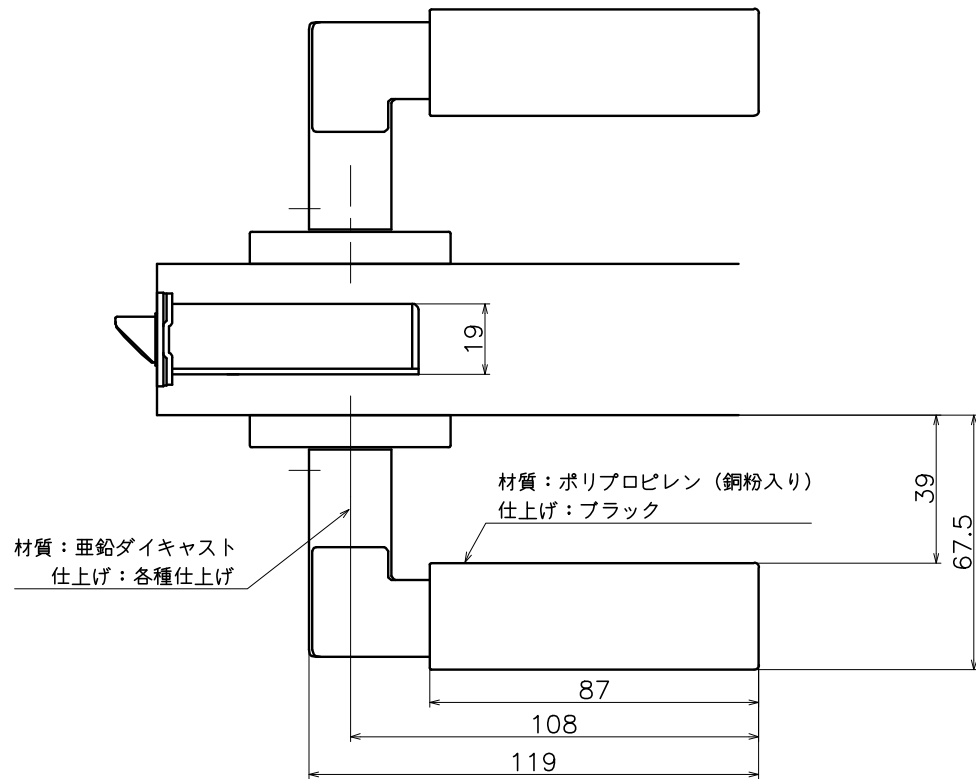 19
材質：ポリプロピレン（銅粉入り）
仕上げ：ブラック
材質：亜鉛ダイキャスト
仕上げ：各種仕上げ
39
67.5
87
108
119